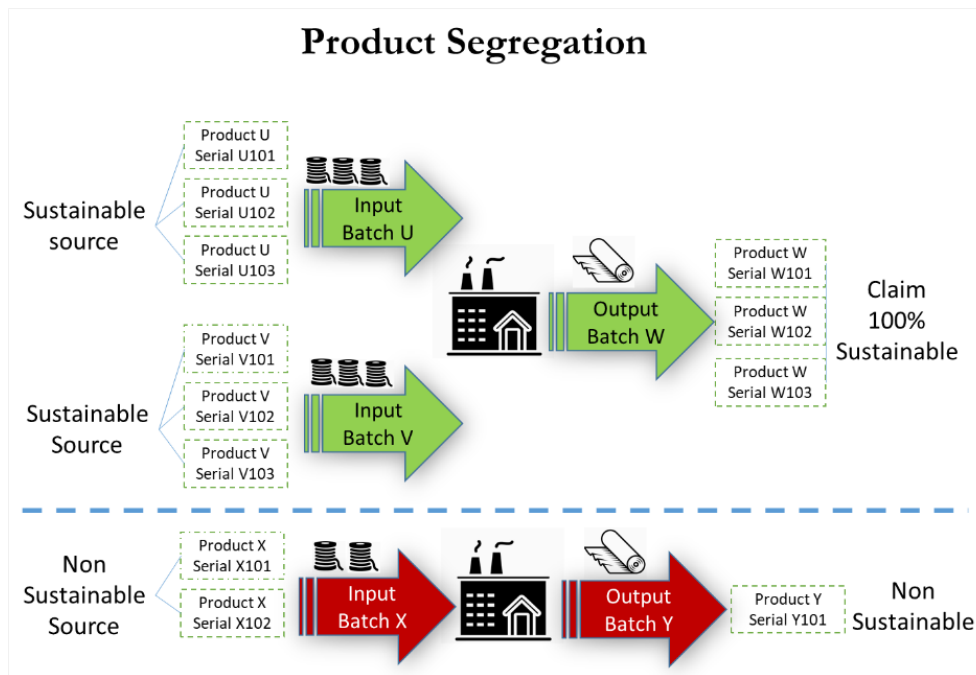 Product Segregation
Sustainable
source
Product U
Serial U101
Product U
Serial U102
Product U
Serial U103
Input
Batch U
Sustainable
Source
Product V
Serial V101
Product V
Serial V102
Product V
Serial V103
Input
Batch V
Output
Batch W
Product W
Serial W101
Product W
Serial W102
Product W
Serial W103
Claim
100%
Sustainable
Non
Sustainable
Source
Product X
Serial X101
Product X
Serial X102
Input
Batch X
Output
Batch Y
Product Y
Serial Y101
Non
Sustainable